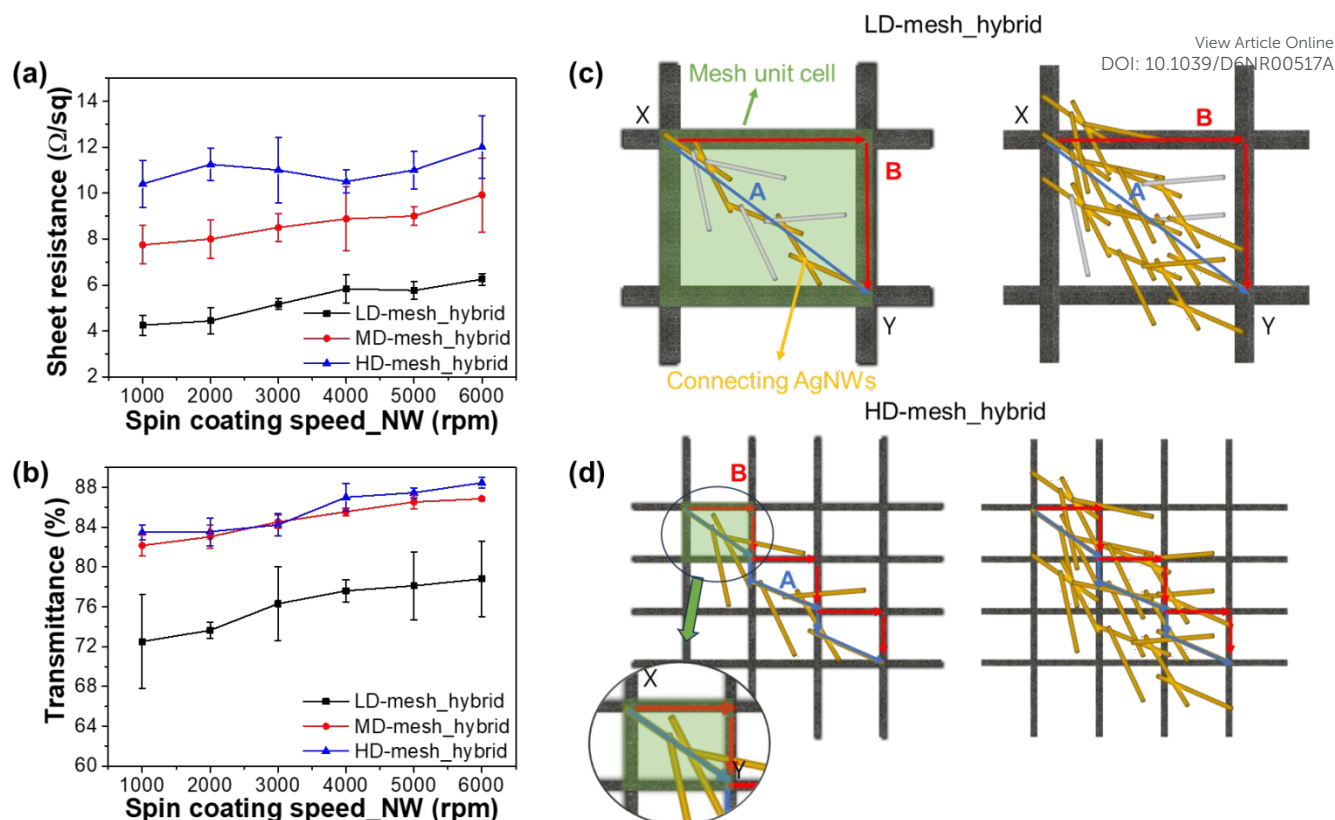 LD-mesh_hybrid
View Article Online
DOI: 10.1039/D6NR00517A
(a)
Sheet resistance (Ω/sq)
14
12
10
8
6
4
2
LD-mesh_hybrid
MD-mesh_hybrid
HD-mesh_hybrid
1000 2000 3000 4000 5000 6000
Spin coating speed_NW (rpm)
(b)
Transmittance (%)
88
84
80
76
72
68
64
60
LD-mesh_hybrid
MD-mesh_hybrid
HD-mesh_hybrid
1000 2000 3000 4000 5000 6000
Spin coating speed_NW (rpm)
(c)
Mesh unit cell
X
B
B
A
Y
Connecting AgNWs
X
B
A
Y
HD-mesh_hybrid
(d)
B
A
X
Y